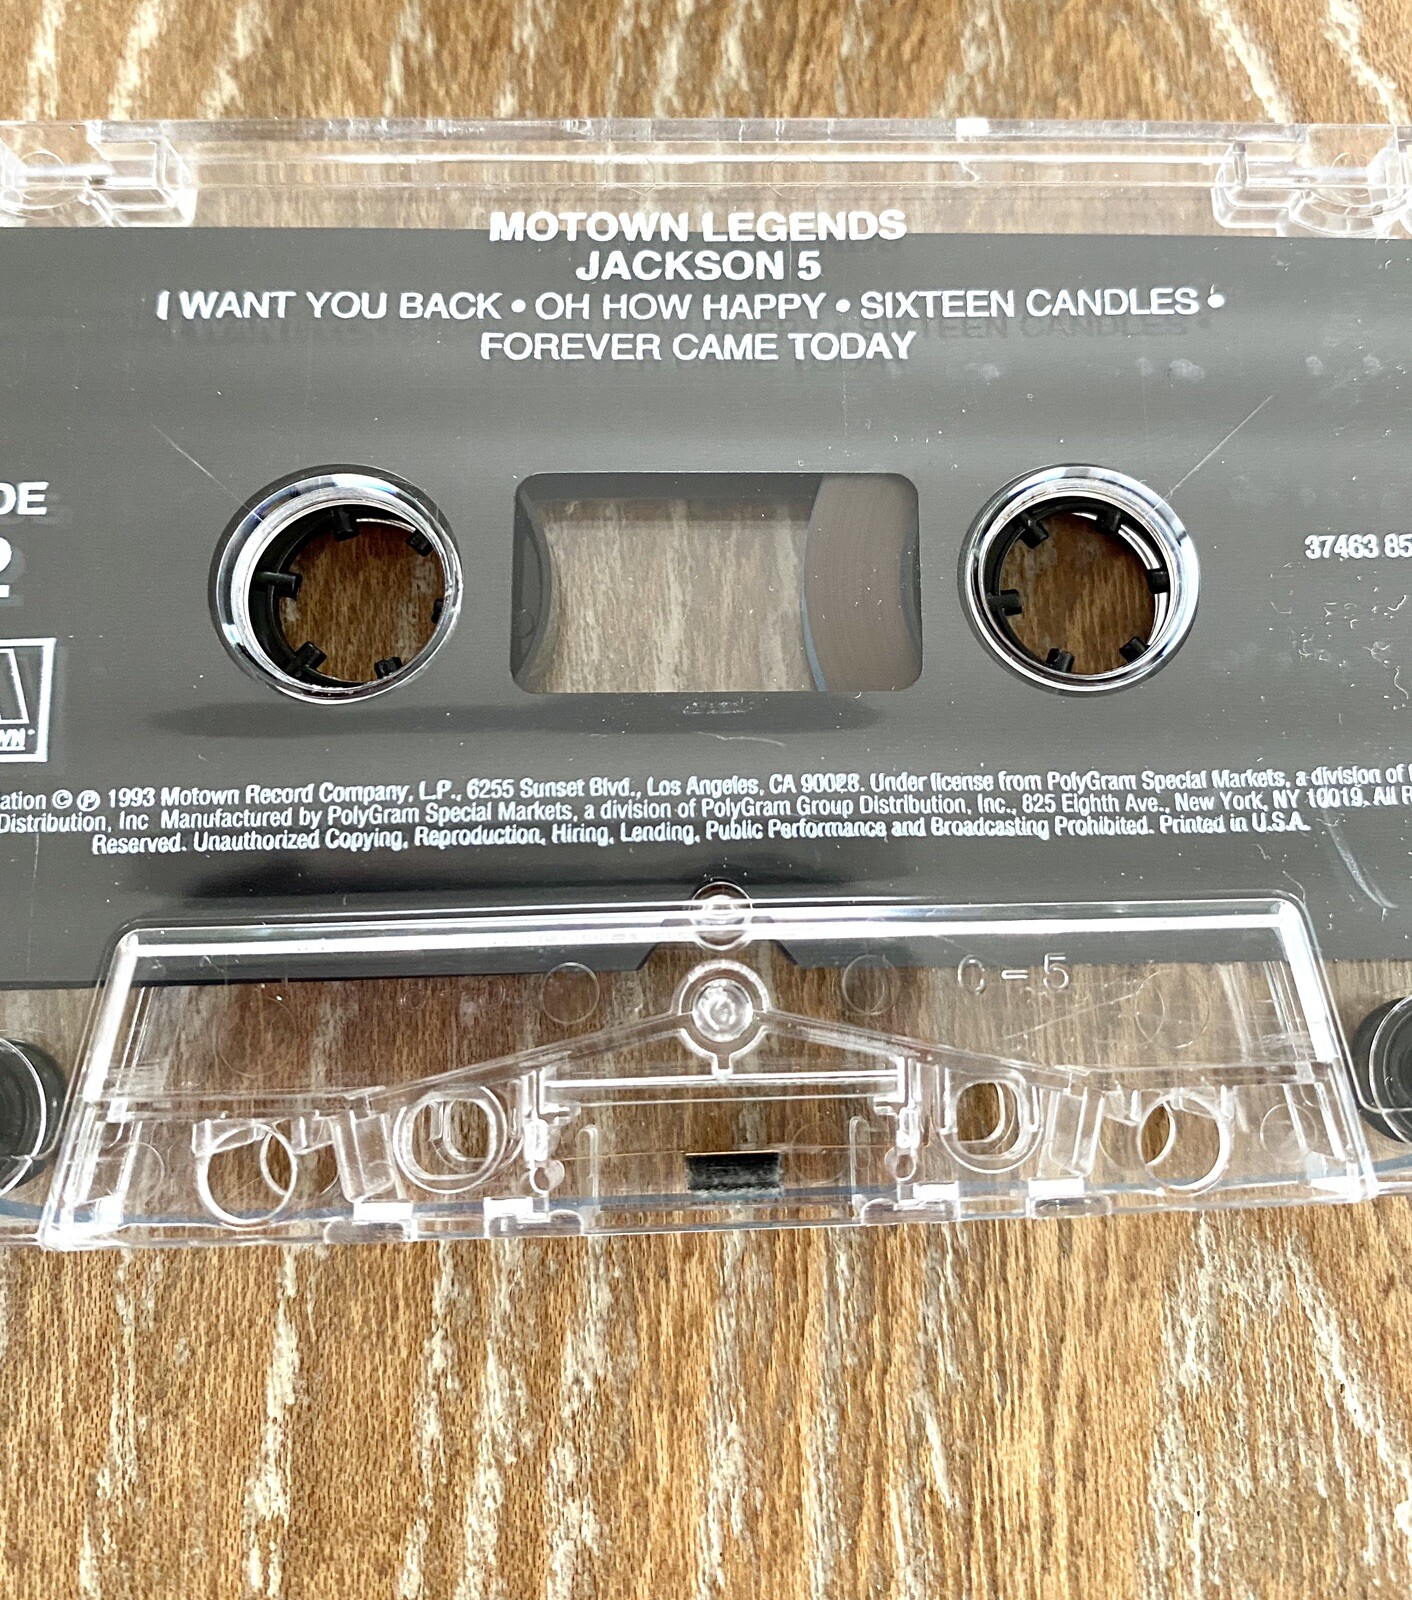 MOTOWN LEGENDS
JACKSON 5
I WANT YOU BACK • OH HOW HAPPY • SIXTEEN CANDLES •
FOREVER CAME TODAY
DE
2
37463 85
WN
ation © ℗ 1993 Motown Record Company, L.P., 6255 Sunset Blvd., Los Angeles, CA 90028. Under license from PolyGram Special Markets, a division of
Distribution, Inc Manufactured by PolyGram Special Markets, a division of PolyGram Group Distribution, Inc., 825 Eighth Ave., New York, NY 10019. All R
Reserved. Unauthorized Copying, Reproduction, Hiring, Lending, Public Performance and Broadcasting Prohibited. Printed in U.S.A.
C-5